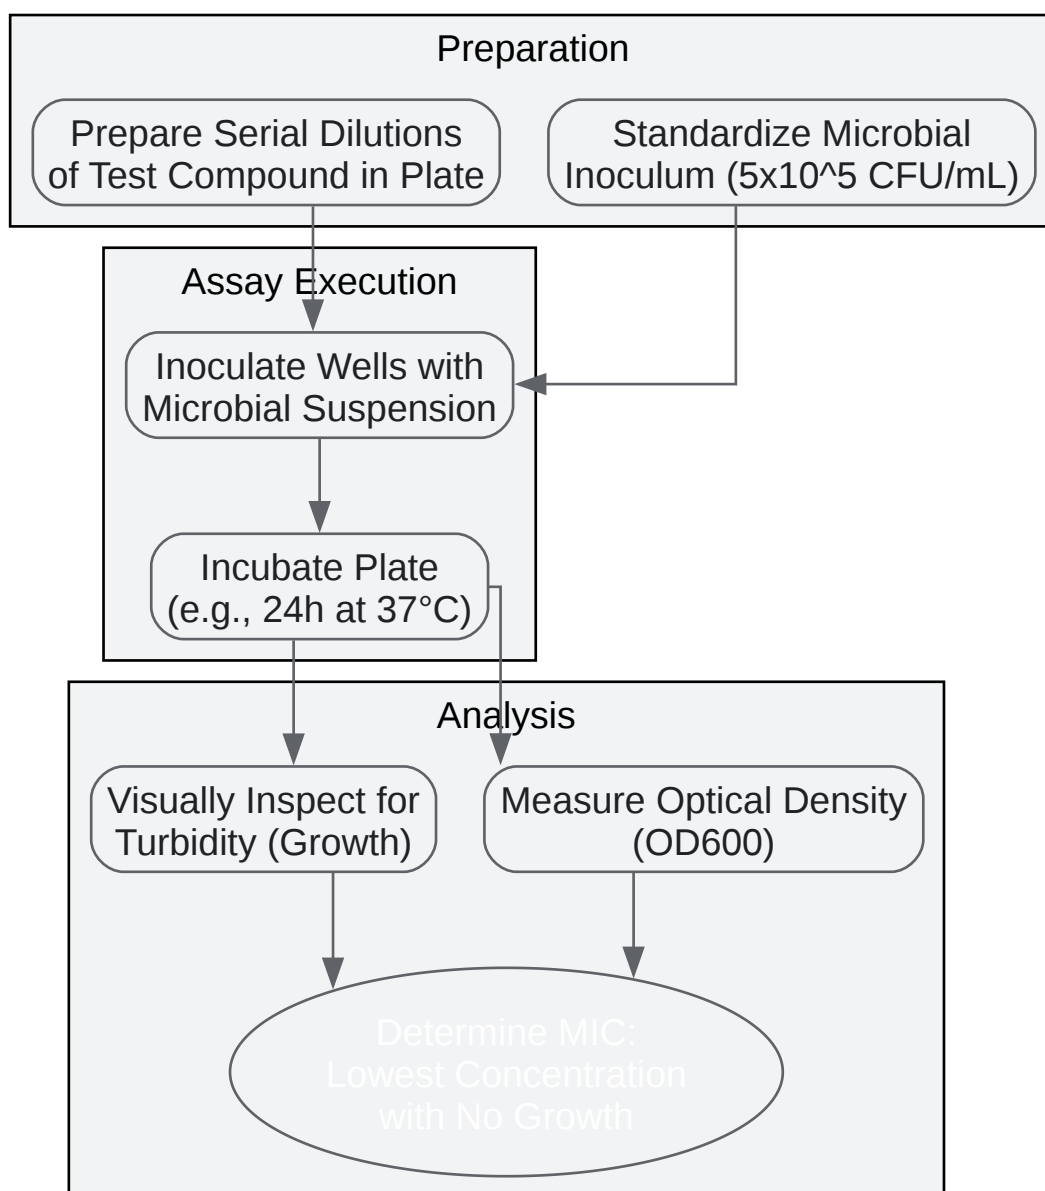 Preparation
Prepare Serial Dilutions
of Test Compound in Plate
Standardize Microbial
Inoculum (5x10^5 CFU/mL)
Assay Execution
Inoculate Wells with
Microbial Suspension
Incubate Plate
(e.g., 24h at 37°C)
Analysis
Visually Inspect for
Turbidity (Growth)
Measure Optical Density
(OD600)
Determine MIC:
Lowest Concentration
with No Growth